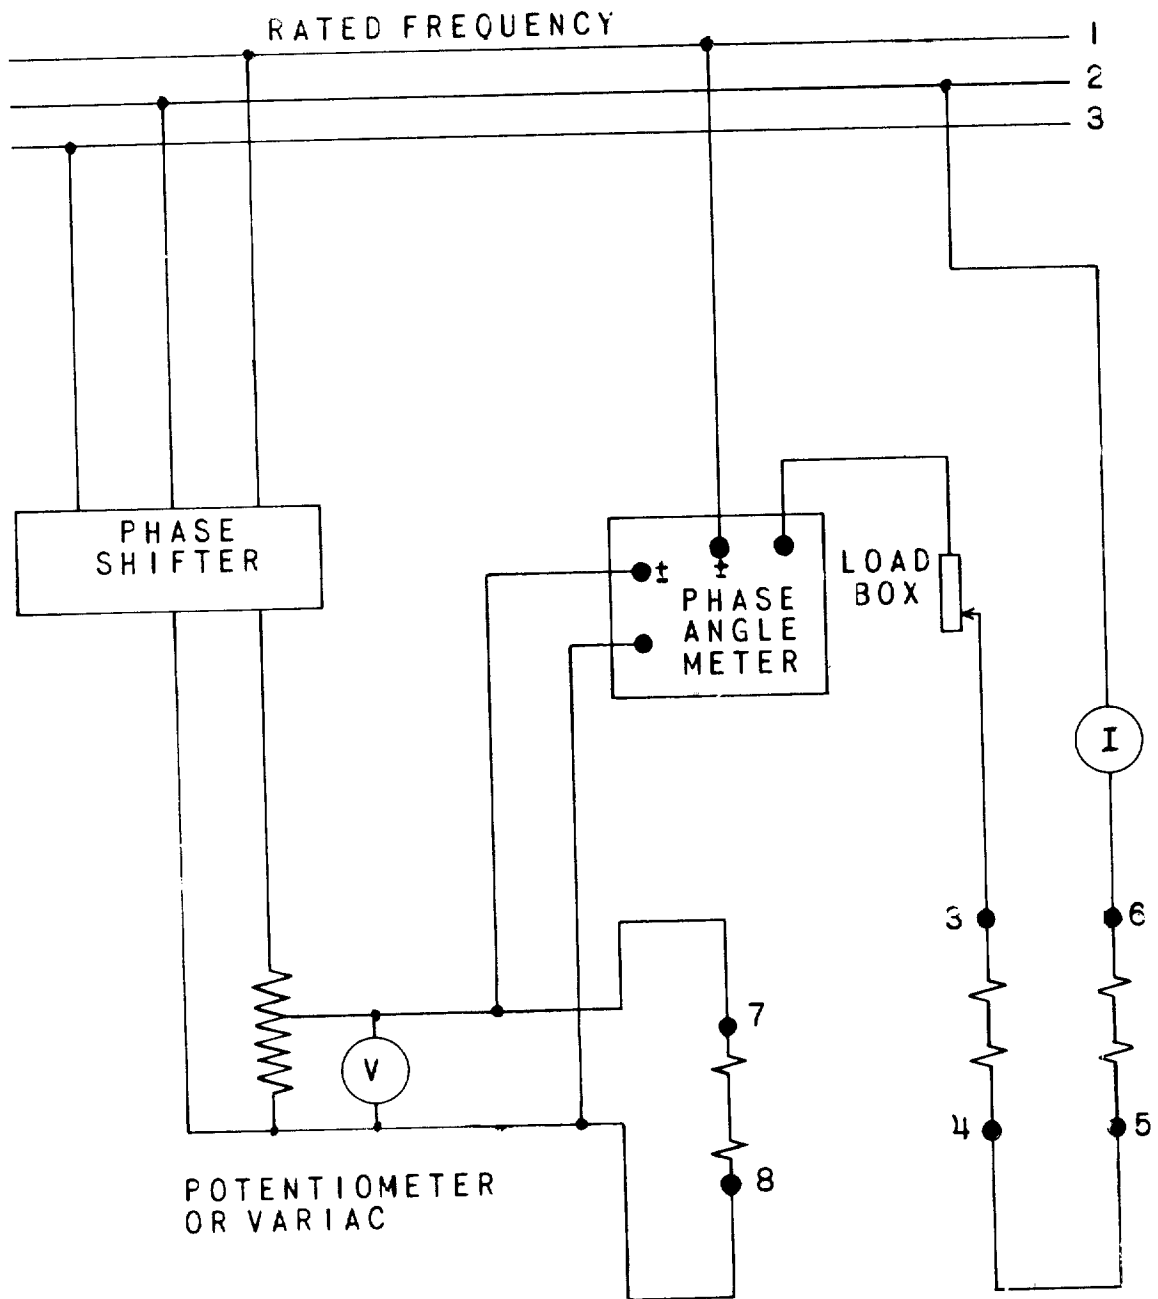 RATED FREQUENCY
1
2
3
PHASE
SHIFTER
±
±
PHASE
ANGLE
METER
LOAD
BOX
I
3
6
7
V
4
5
8
POTENTIOMETER
OR VARIAC